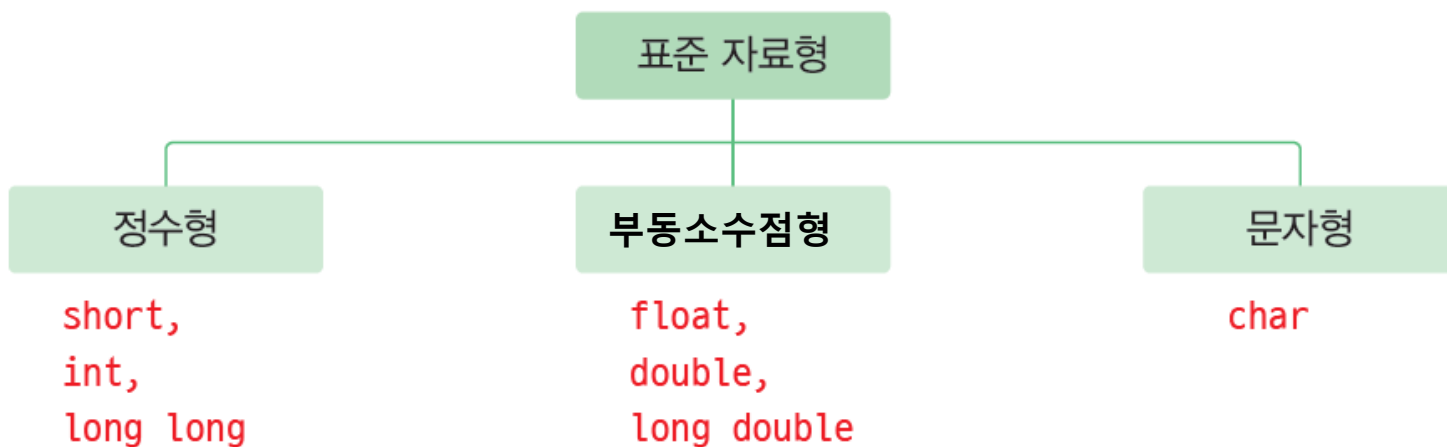 표준 자료형
정수형
부동소수점형
문자형
short,
float,
char
int,
double,
long long
long double